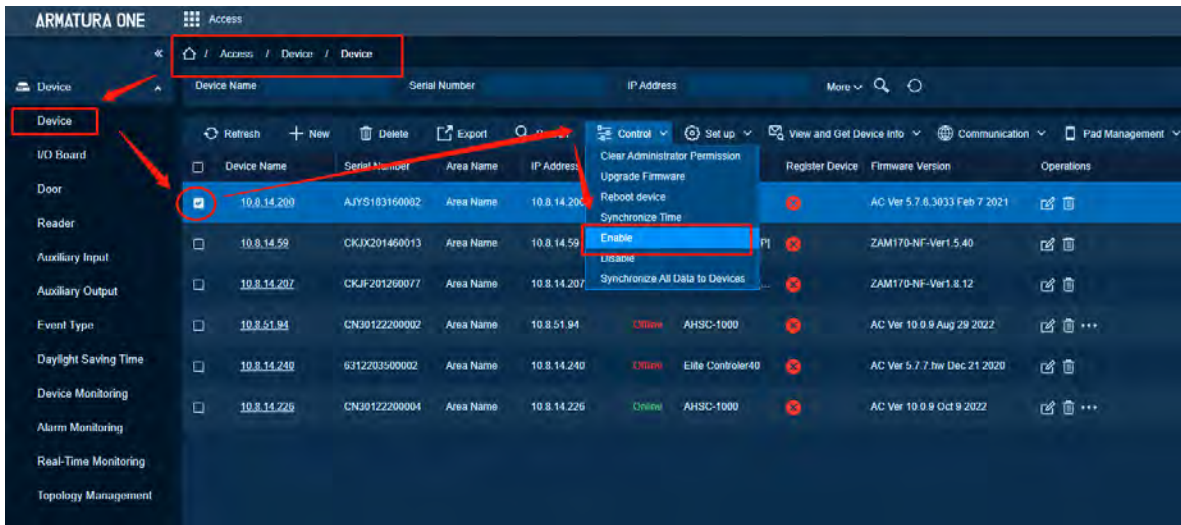 ARMATURA ONE Access
« / Access / Device / Device
Device Device Name Serial Number IP Address More
Device
Refresh New Delete Export Control Set up View and Get Device Info Communication Pad Management
I/O Board
Device Name Serial Number Area Name IP Address Register Device Firmware Version Operations
Clear Administrator Permission
Upgrade Firmware
Reboot device
Synchronize Time
Enable
Disable
Synchronize All Data to Devices
Door
10.8.14.200 AJYS183160002 Area Name 10.8.14.200 AC Ver 5.7.8.3033 Feb 7 2021
Reader
10.8.14.59 CKJX201460013 Area Name 10.8.14.59 ZAM170-NF-Ver1.5.40
Auxiliary Input
Auxiliary Output
10.8.14.207 CKJF201260077 Area Name 10.8.14.207 ... ZAM170-NF-Ver1.8.12
Event Type
10.8.51.94 CN30122200002 Area Name 10.8.51.94 Offline AHSC-1000 AC Ver 10.0.9 Aug 29 2022 •••
Daylight Saving Time
10.8.14.240 6312203500002 Area Name 10.8.14.240 Offline Elite Controler40 AC Ver 5.7.7.hw Dec 21 2020
Device Monitoring
10.8.14.226 CN30122200004 Area Name 10.8.14.226 Online AHSC-1000 AC Ver 10.0.9 Oct 9 2022 •••
Alarm Monitoring
Real-Time Monitoring
Topology Management